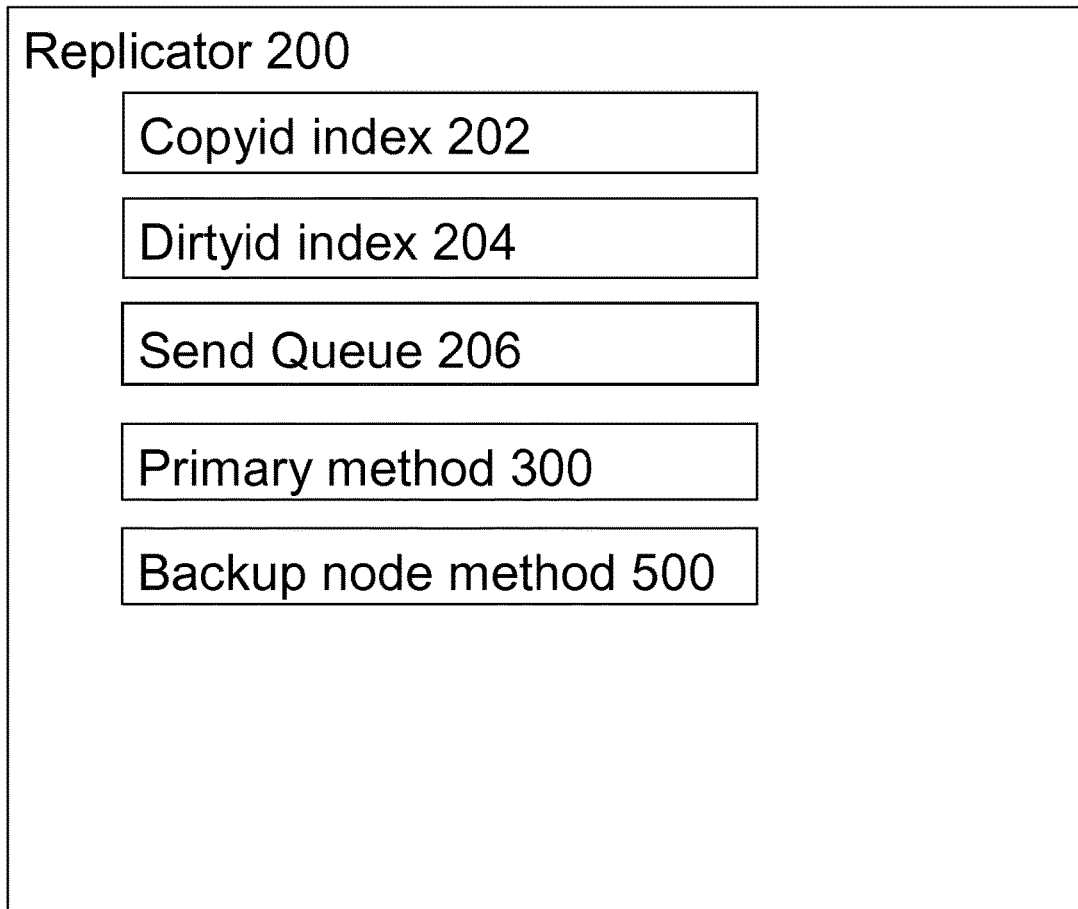 Replicator 200
Copyid index 202
Dirtyid index 204
Send Queue 206
Primary method 300
Backup node method 500